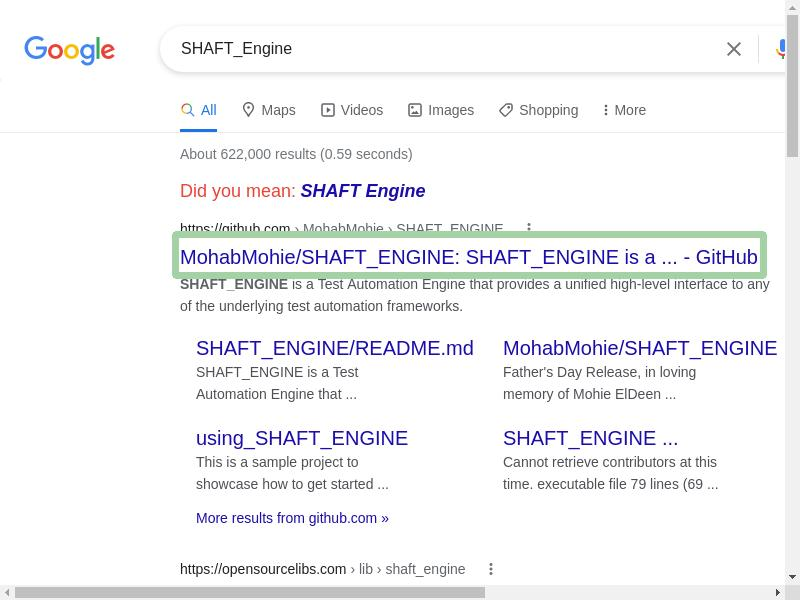 Google
SHAFT_Engine
All Maps Videos Images Shopping More
About 622,000 results (0.59 seconds)
Did you mean: SHAFT Engine
https://github.com › MohabMohie › SHAFT_ENGINE
MohabMohie/SHAFT_ENGINE: SHAFT_ENGINE is a ... - GitHub
SHAFT_ENGINE is a Test Automation Engine that provides a unified high-level interface to any
of the underlying test automation frameworks.
SHAFT_ENGINE/README.md
SHAFT_ENGINE is a Test
Automation Engine that ...
MohabMohie/SHAFT_ENGINE
Father's Day Release, in loving
memory of Mohie ElDeen ...
using_SHAFT_ENGINE
This is a sample project to
showcase how to get started ...
SHAFT_ENGINE ...
Cannot retrieve contributors at this
time. executable file 79 lines (69 ...
More results from github.com »
https://opensourcelibs.com › lib › shaft_engine